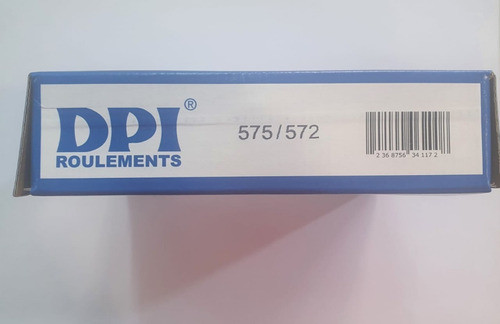 DPI®
ROULEMENTS
575/572
2 36 8756 34 117 2